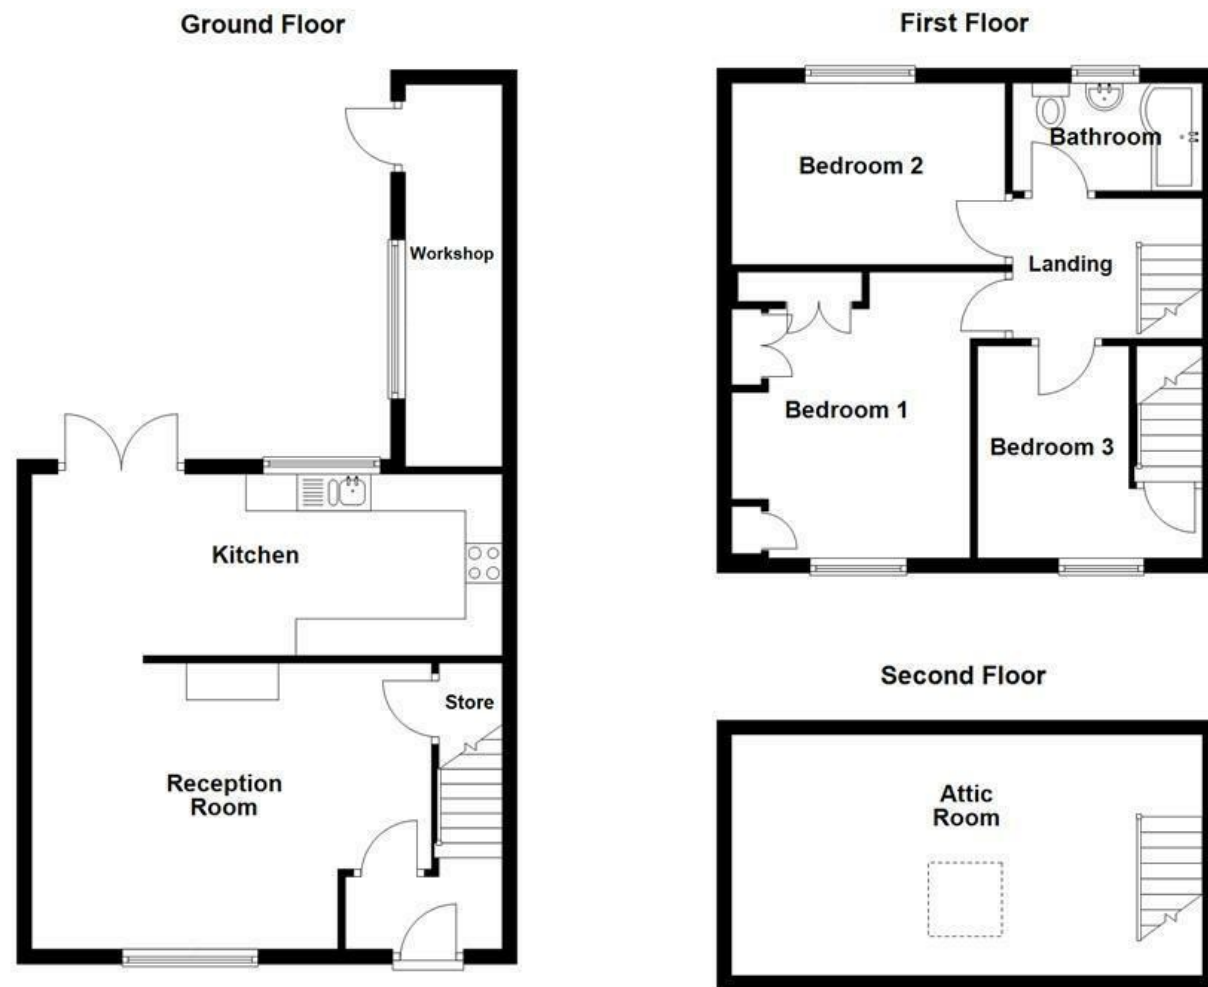 Ground Floor
Workshop
Kitchen
Store
Reception
Room
First Floor
Bedroom 2
Bathroom
Landing
Bedroom 1
Bedroom 3
Second Floor
Attic
Room